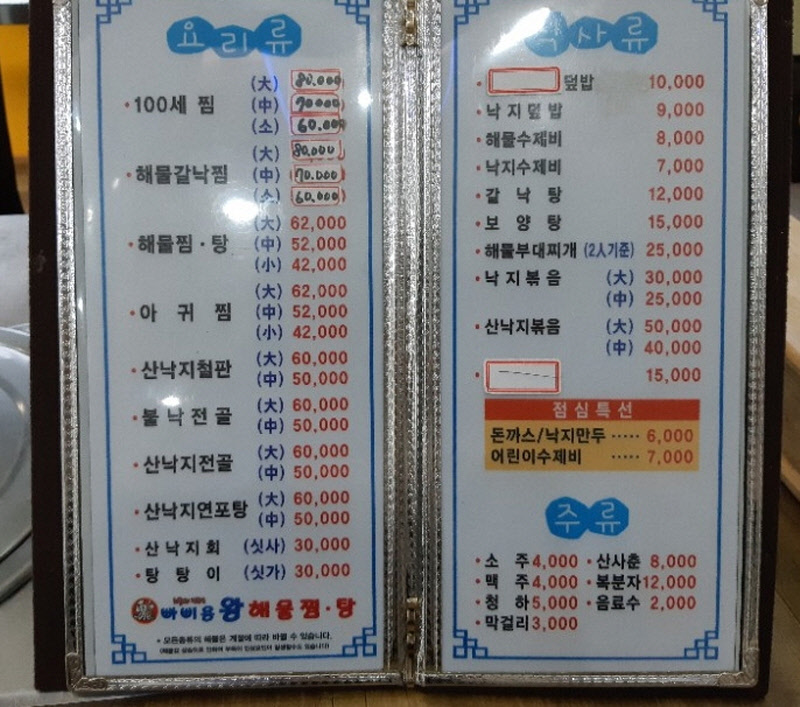 요리류
100세 찜 (大) 80.000
(中) 70000
(소) 60.000
해물갈낙찜 (大) 80,000
(中) 70.000
(소) 60.000
해물찜·탕 (大) 62,000
(中) 52,000
(小) 42,000
아귀찜 (大) 62,000
(中) 52,000
(小) 42,000
산낙지철판 (大) 60,000
(中) 50,000
불낙전골 (大) 60,000
(中) 50,000
산낙지전골 (大) 60,000
(中) 50,000
산낙지연포탕 (大) 60,000
(中) 50,000
산낙지회 (싯사) 30,000
탕탕이 (싯가) 30,000
빠삐용왕해물찜·탕
* 모든종류의 해물은 계절에 따라 바뀔 수 있습니다.
식사류
덮밥 10,000
낙지덮밥 9,000
해물수제비 8,000
낙지수제비 7,000
갈낙탕 12,000
보양탕 15,000
해물부대찌개 (2人기준) 25,000
낙지볶음 (大) 30,000
(中) 25,000
산낙지볶음 (大) 50,000
(中) 40,000
15,000
점심특선
돈까스/낙지만두 ····· 6,000
어린이수제비 ····· 7,000
주류
소주 4,000 · 산사춘 8,000
맥주 4,000 · 복분자 12,000
청하 5,000 · 음료수 2,000
막걸리 3,000